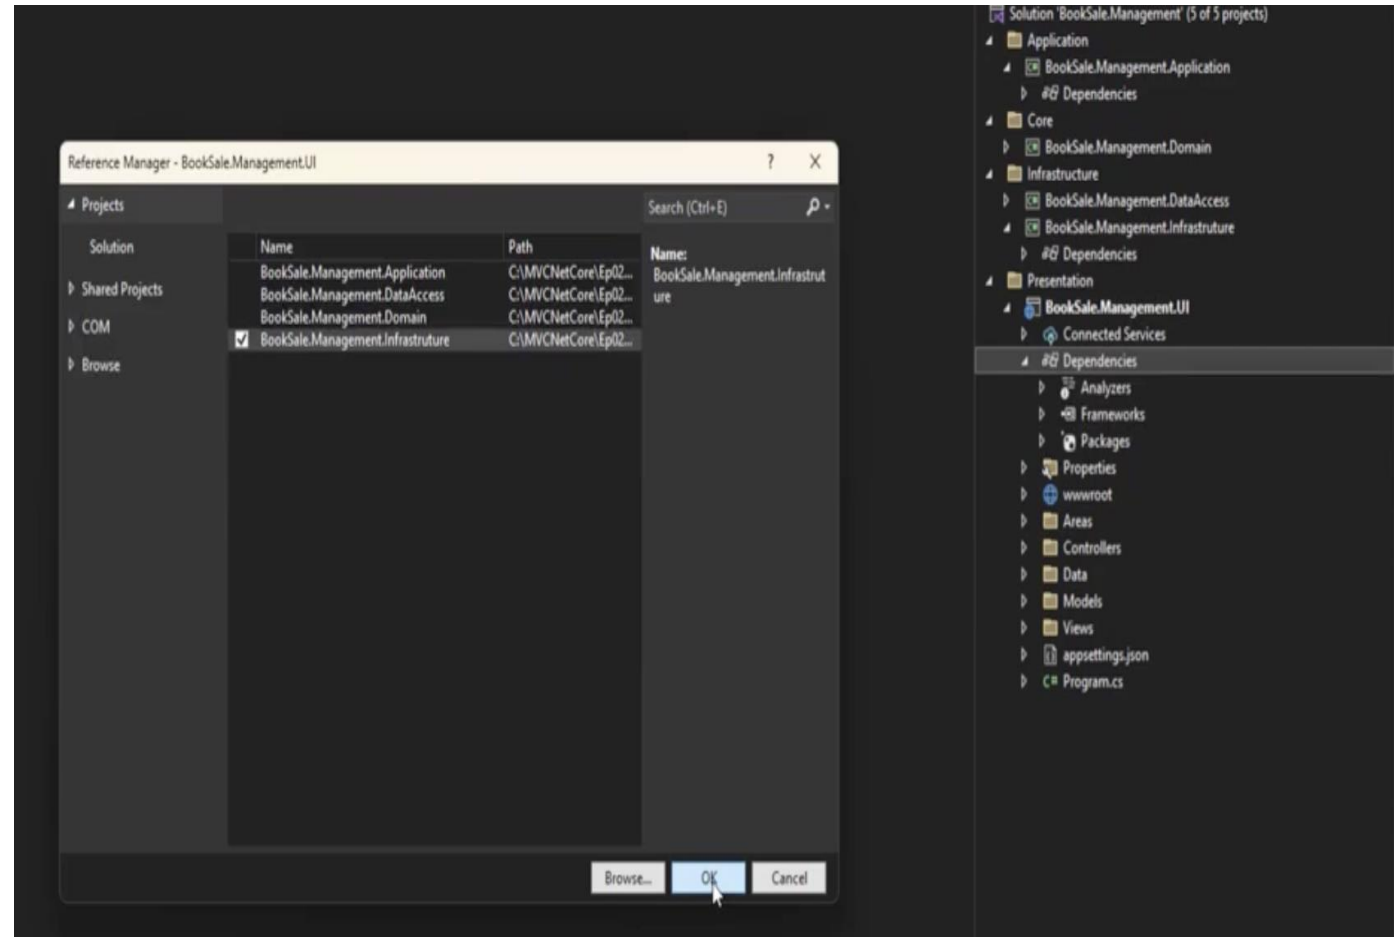 Solution 'BookSale.Management' (5 of 5 projects)
Application
BookSale.Management.Application
Dependencies
Core
BookSale.Management.Domain
Infrastructure
BookSale.Management.DataAccess
BookSale.Management.Infrastruture
Dependencies
Presentation
BookSale.Management.UI
Connected Services
Dependencies
Analyzers
Frameworks
Packages
Properties
wwwroot
Areas
Controllers
Data
Models
Views
appsettings.json
C# Program.cs
Reference Manager - BookSale.Management.UI ? X
Projects
Search (Ctrl+E)
Solution
Shared Projects
COM
Browse
Name Path
BookSale.Management.Application C:\MVCNetCore\Ep02...
BookSale.Management.DataAccess C:\MVCNetCore\Ep02...
BookSale.Management.Domain C:\MVCNetCore\Ep02...
BookSale.Management.Infrastruture C:\MVCNetCore\Ep02...
Name:
BookSale.Management.Infrastrut
ure
Browse... OK Cancel